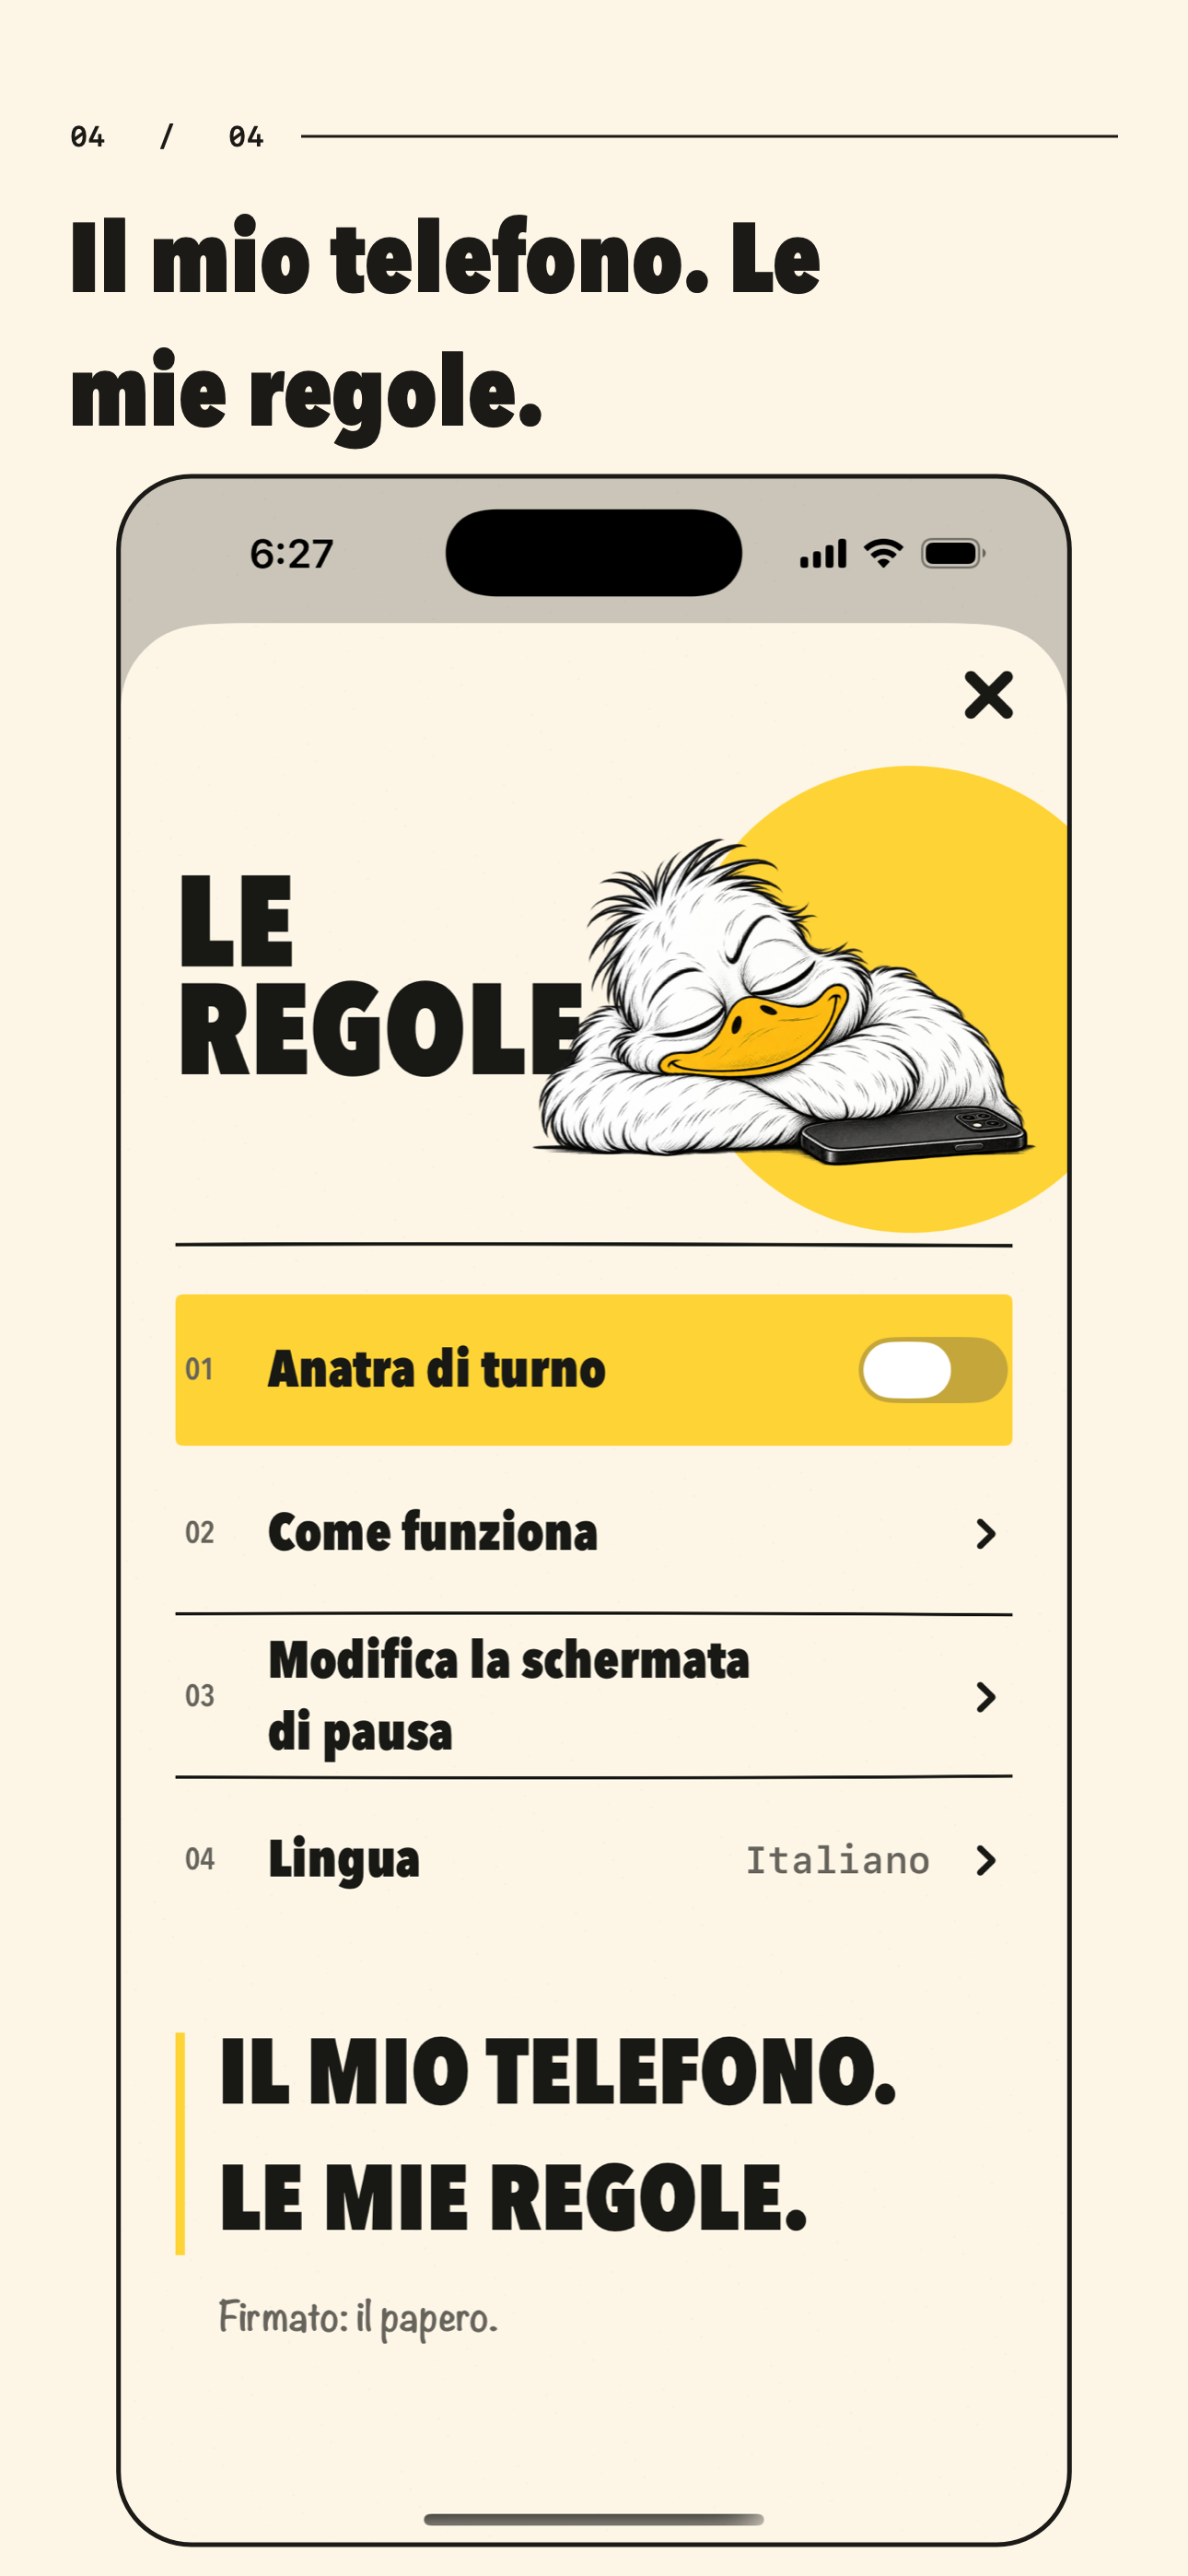 04 / 04
Il mio telefono. Le
mie regole.
6:27
LE
REGOLE
01 Anatra di turno
02 Come funziona
03 Modifica la schermata
di pausa
04 Lingua Italiano
IL MIO TELEFONO.
LE MIE REGOLE.
Firmato: il papero.